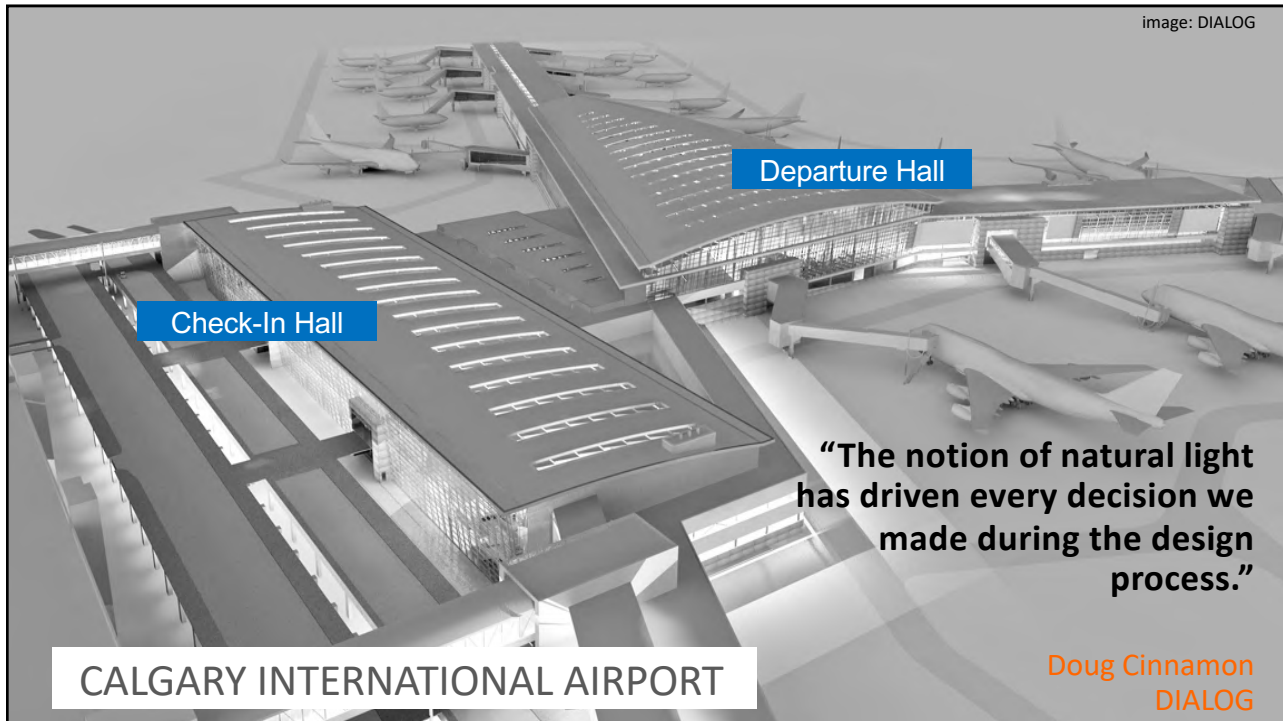 image: DIALOG
Departure Hall
Check-In Hall
“The notion of natural light
has driven every decision we
made during the design
process.”
CALGARY INTERNATIONAL AIRPORT
Doug Cinnamon
DIALOG